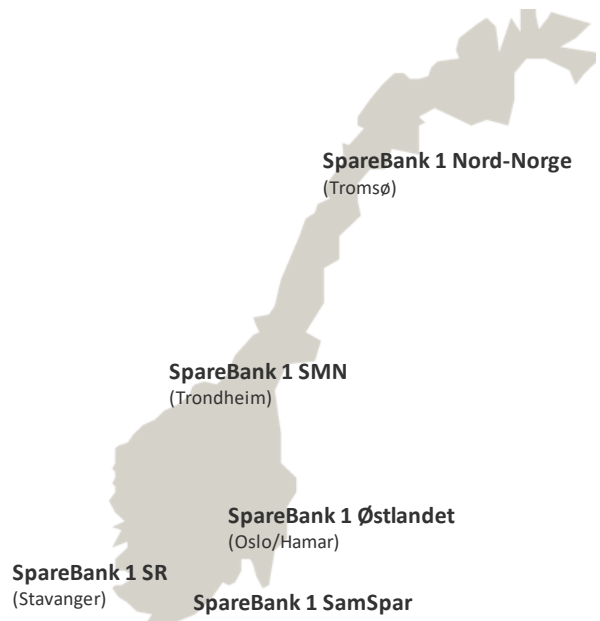 SpareBank 1 Nord-Norge
(Tromsø)
SpareBank 1 SMN
(Trondheim)
SpareBank 1 Østlandet
(Oslo/Hamar)
SpareBank 1 SR
(Stavanger)
SpareBank 1 SamSpar